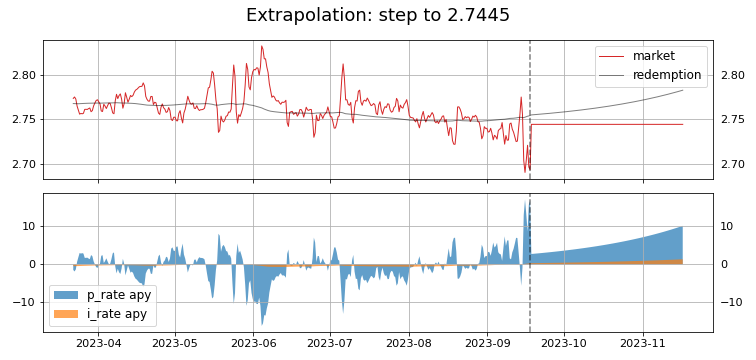 Extrapolation: step to 2.7445
2.80
2.75
2.70
market
redemption
2.80
2.75
2.70
10
0
−10
p_rate apy
i_rate apy
10
0
−10
2023-04 2023-05 2023-06 2023-07 2023-08 2023-09 2023-10 2023-11